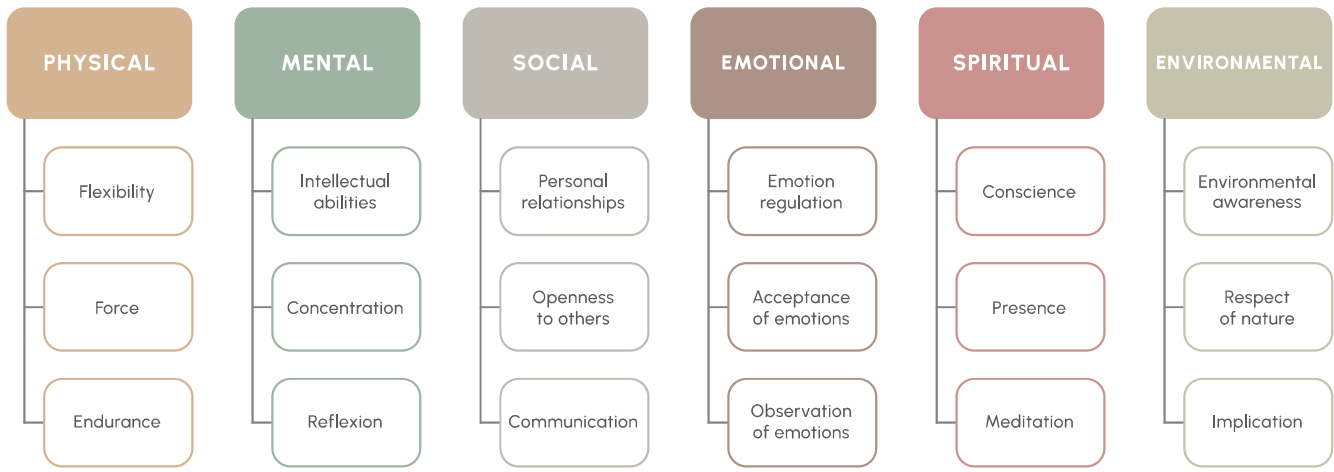 PHYSICAL
Flexibility
Force
Endurance
MENTAL
Intellectual
abilities
Concentration
Reflexion
SOCIAL
Personal
relationships
Openness
to others
Communication
EMOTIONAL
Emotion
regulation
Acceptance
of emotions
Observation
of emotions
SPIRITUAL
Conscience
Presence
Meditation
ENVIRONMENTAL
Environmental
awareness
Respect
of nature
Implication